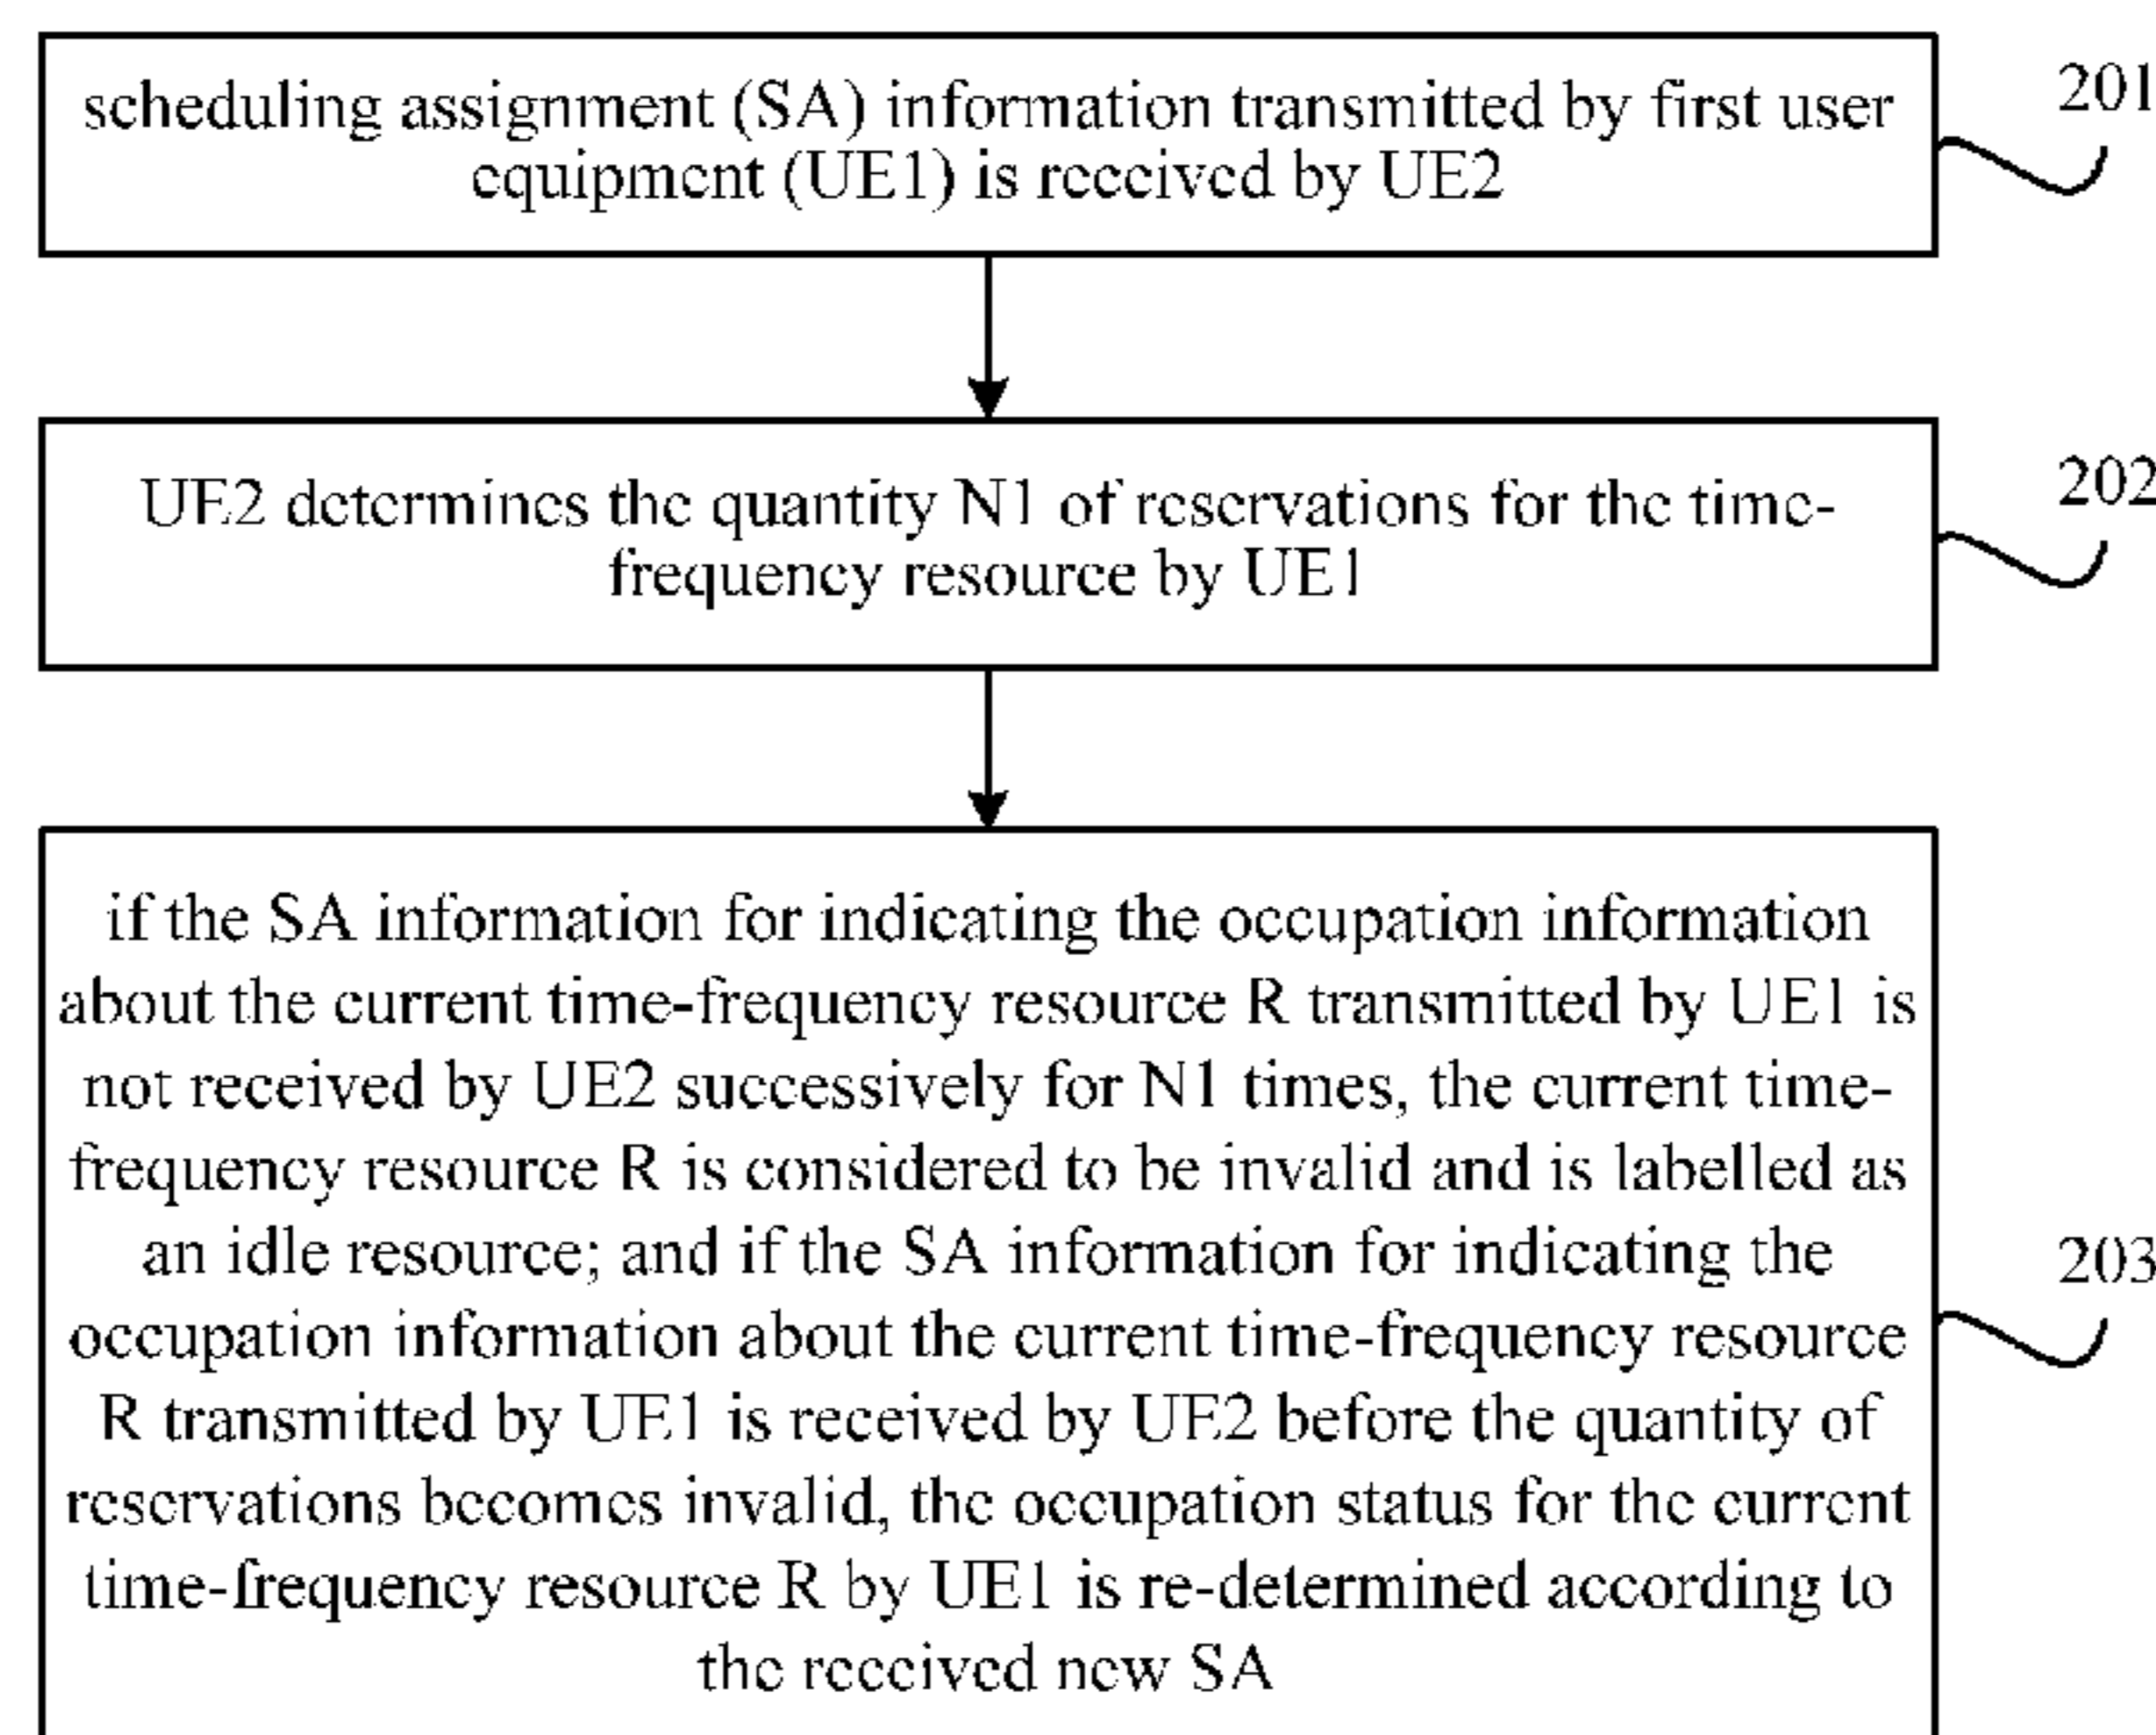 scheduling assignment (SA) information transmitted by first user
equipment (UE1) is received by UE2
201
UE2 determines the quantity N1 of reservations for the time-
frequency resource by UE1
202
if the SA information for indicating the occupation information
about the current time-frequency resource R transmitted by UE1 is
not received by UE2 successively for N1 times, the current time-
frequency resource R is considered to be invalid and is labelled as
an idle resource; and if the SA information for indicating the
occupation information about the current time-frequency resource
R transmitted by UE1 is received by UE2 before the quantity of
reservations becomes invalid, the occupation status for the current
time-frequency resource R by UE1 is re-determined according to
the received new SA
203